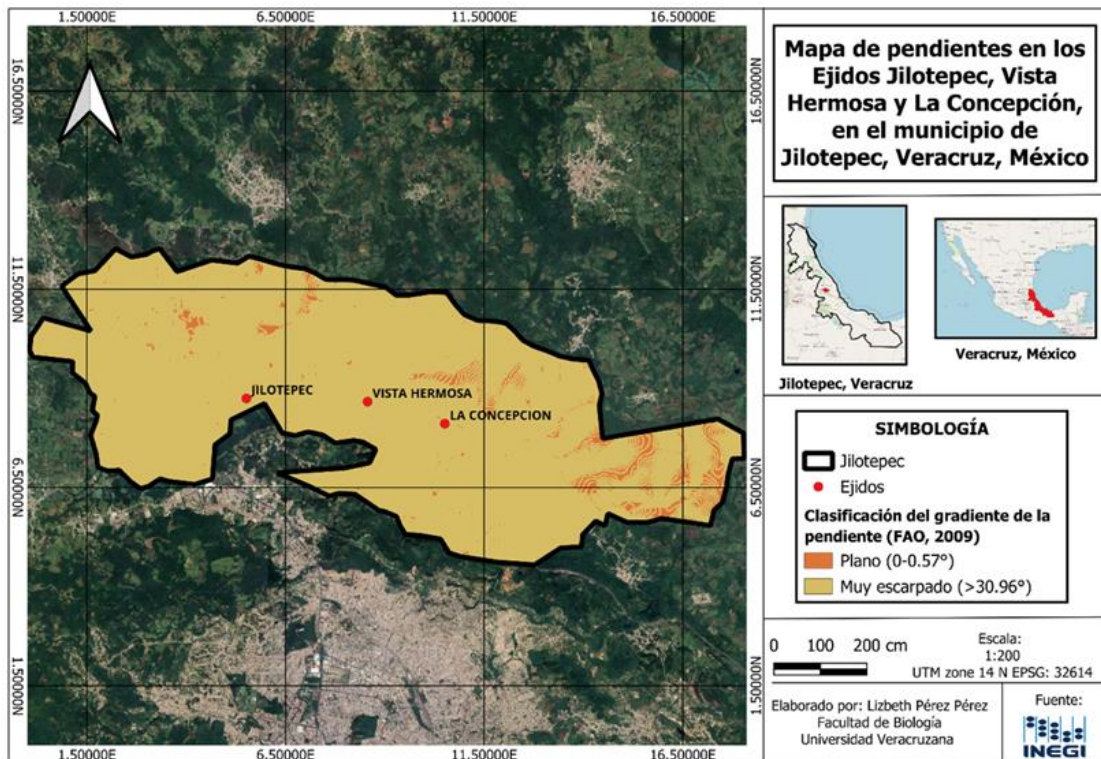 1.50000E 6.50000E 11.50000E 16.50000E
16.50000N
11.50000N
6.50000N
1.50000N
16.50000N
11.50000N
6.50000N
1.50000N
JILOTEPEC
VISTA HERMOSA
LA CONCEPCION
1.50000E 6.50000E 11.50000E 16.50000E
Mapa de pendientes en los
Ejidos Jilotepec, Vista
Hermosa y La Concepción,
en el municipio de
Jilotepec, Veracruz, México
Jilotepec, Veracruz
Veracruz, México
SIMBOLOGÍA
Jilotepec
Ejidos
Clasificación del gradiente de la
pendiente (FAO, 2009)
Plano (0-0.57°)
Muy escarpado (>30.96°)
0 100 200 cm
Escala:
1:200
UTM zone 14 N EPSG: 32614
Elaborado por: Lizbeth Pérez Pérez
Facultad de Biología
Universidad Veracruzana
Fuente:
INEGI